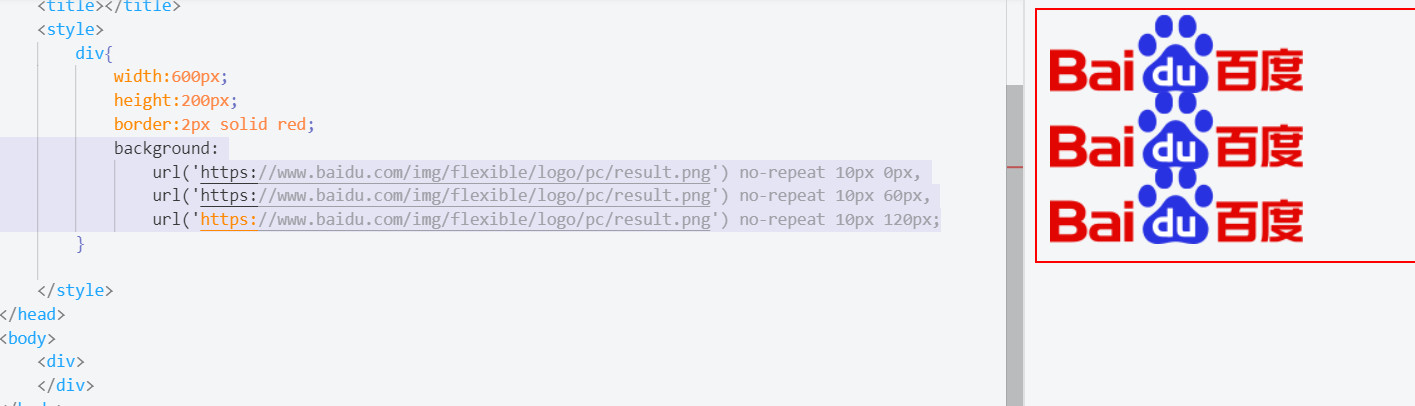 <title></title>
<style>
div{
width:600px;
height:200px;
border:2px solid red;
background:
url('https://www.baidu.com/img/flexible/logo/pc/result.png') no-repeat 10px 0px,
url('https://www.baidu.com/img/flexible/logo/pc/result.png') no-repeat 10px 60px,
url('https://www.baidu.com/img/flexible/logo/pc/result.png') no-repeat 10px 120px;
}
</style>
</head>
<body>
<div>
</div>
Bai du 百度
Bai du 百度
Bai du 百度